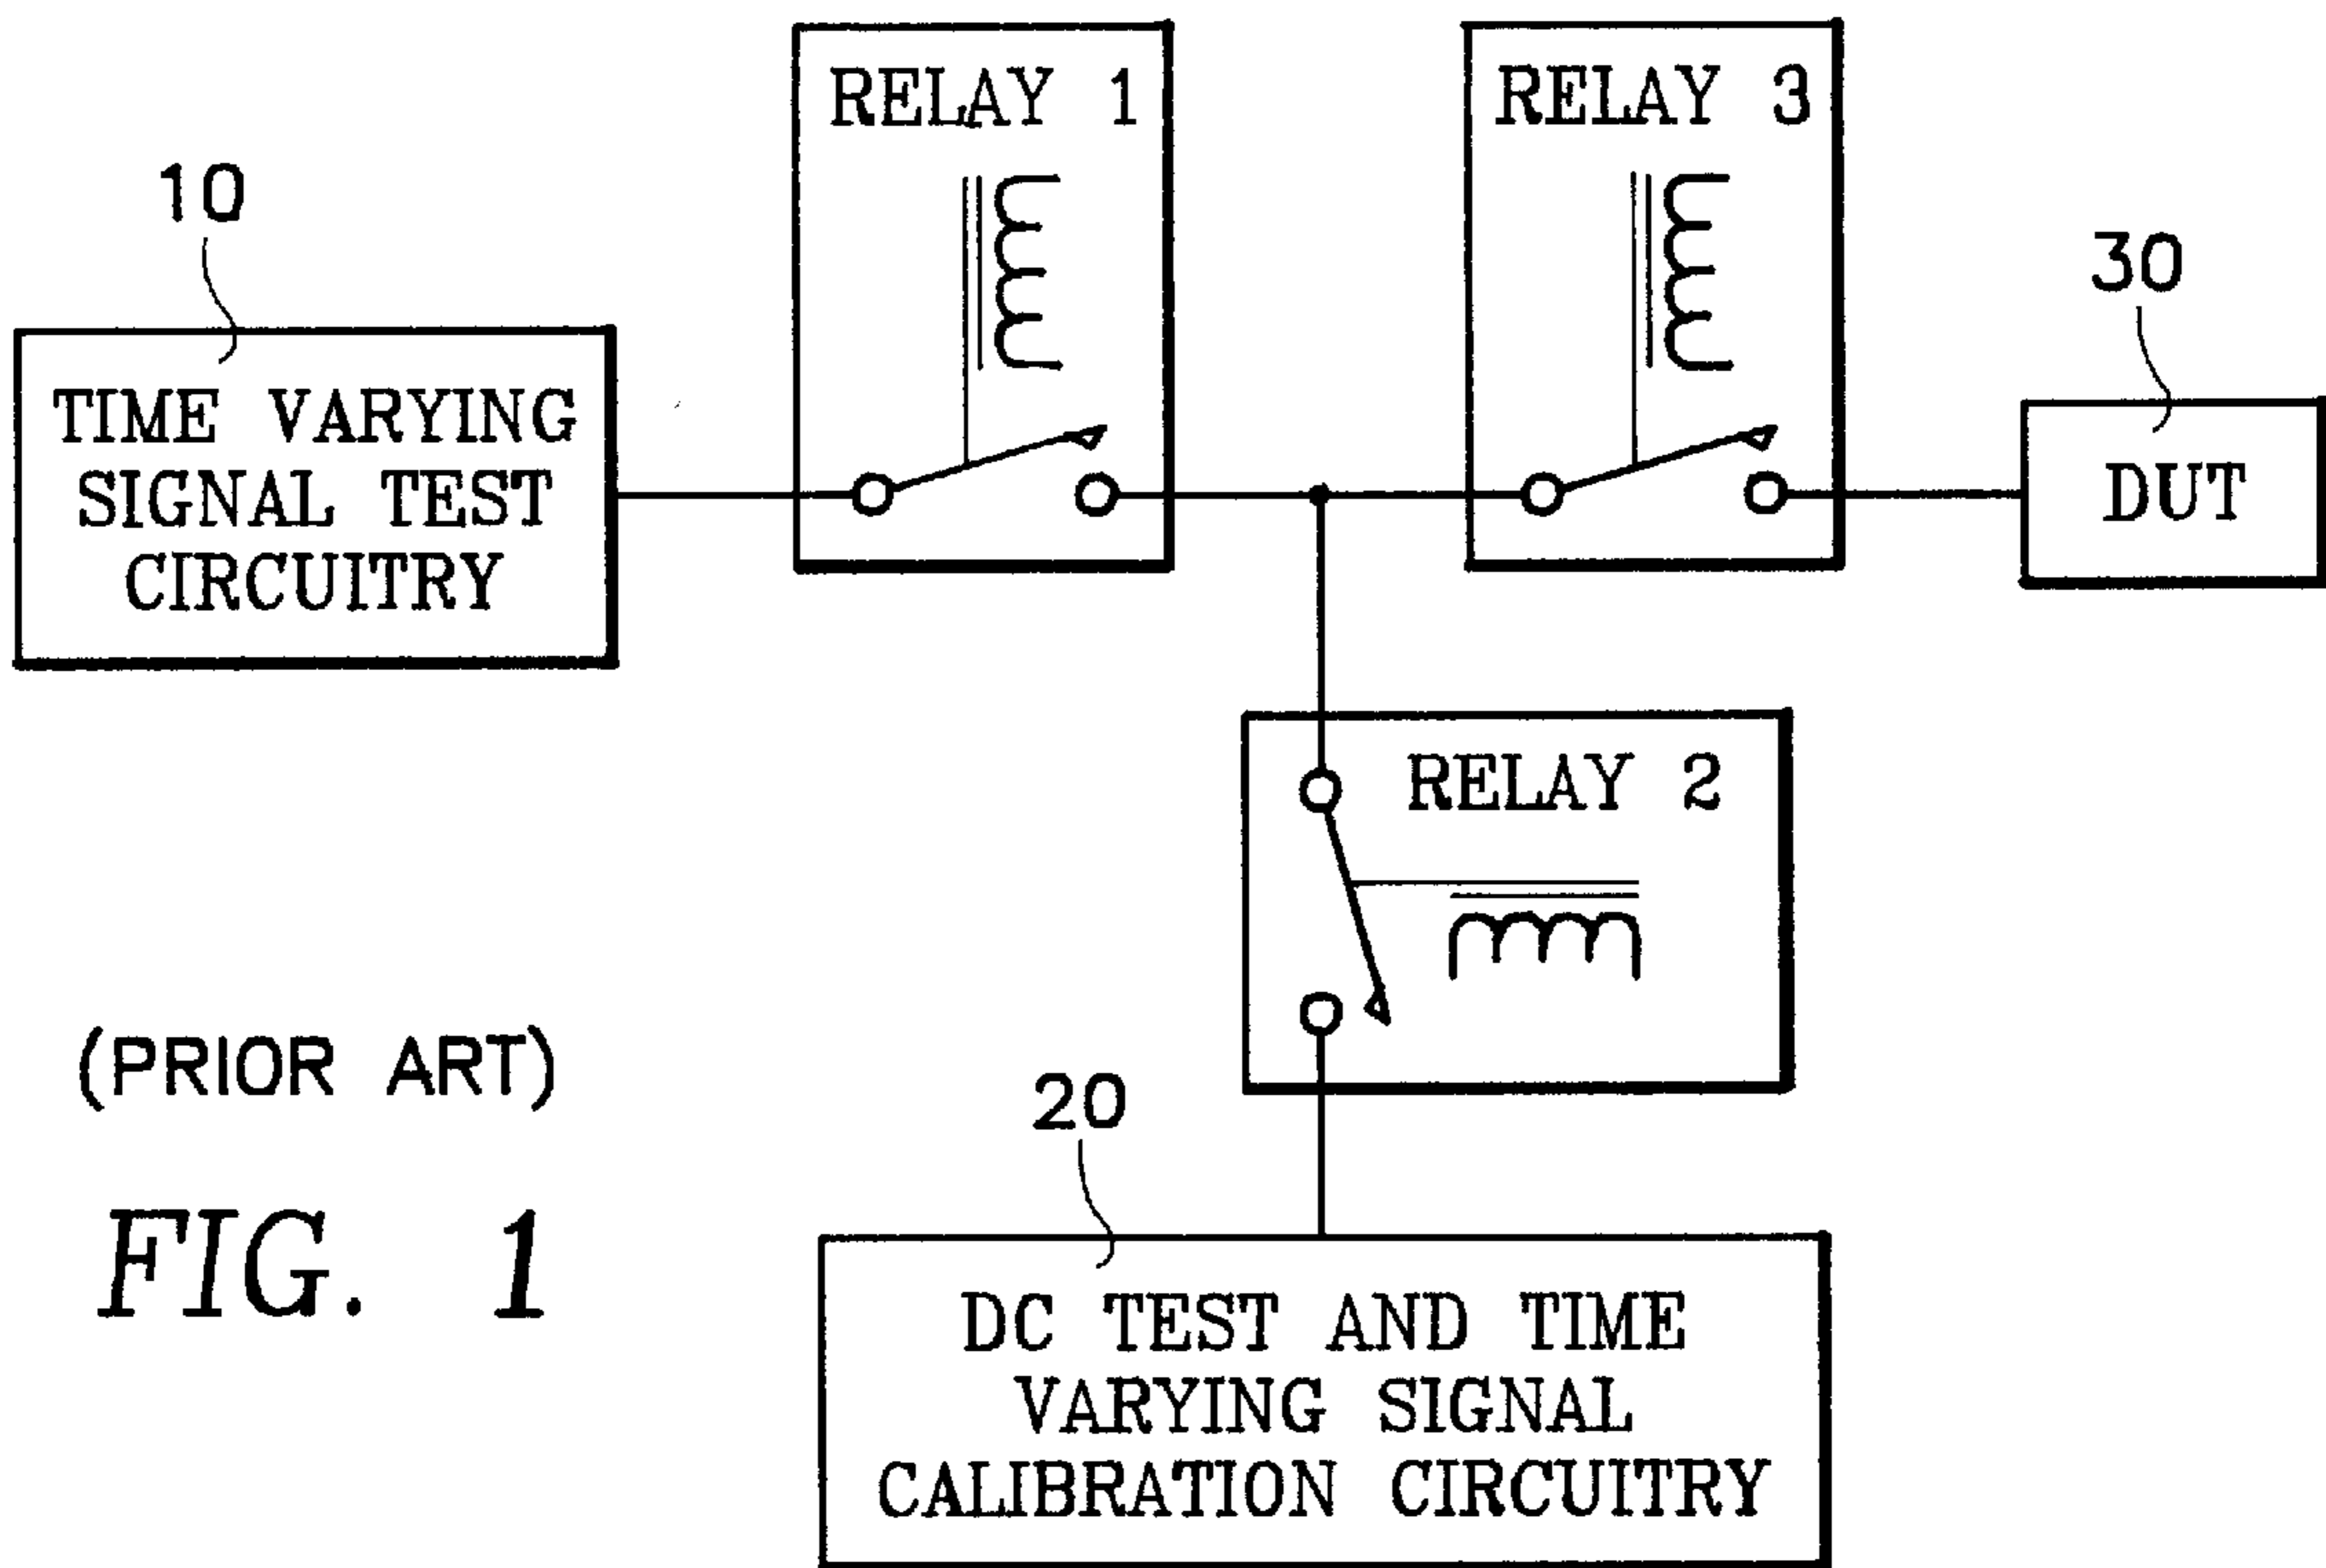 RELAY 1
RELAY 3
10
30
TIME VARYING
SIGNAL TEST
CIRCUITRY
DUT
RELAY 2
(PRIOR ART)
20
FIG. 1
DC TEST AND TIME
VARYING SIGNAL
CALIBRATION CIRCUITRY